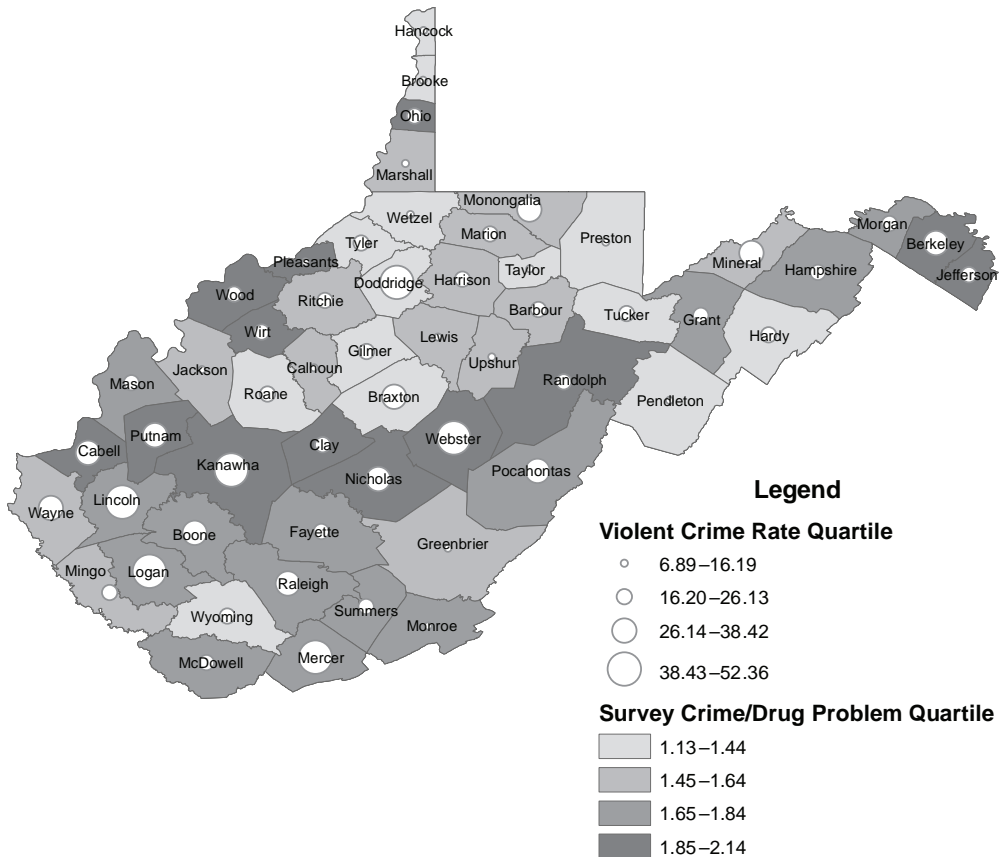 Hancock
Brooke
Ohio
Marshall
Monongalia
Wetzel
Marion
Preston
Tyler
Morgan
Berkeley
Pleasants
Doddridge
Harrison
Taylor
Mineral
Hampshire
Jefferson
Wood
Ritchie
Barbour
Tucker
Grant
Wirt
Gilmer
Lewis
Hardy
Jackson
Calhoun
Upshur
Mason
Roane
Braxton
Randolph
Pendleton
Putnam
Clay
Webster
Cabell
Kanawha
Nicholas
Pocahontas
Lincoln
Wayne
Boone
Fayette
Greenbrier
Mingo
Logan
Raleigh
Wyoming
Summers
Monroe
McDowell
Mercer
Legend
Violent Crime Rate Quartile
6.89–16.19
16.20–26.13
26.14–38.42
38.43–52.36
Survey Crime/Drug Problem Quartile
1.13–1.44
1.45–1.64
1.65–1.84
1.85–2.14